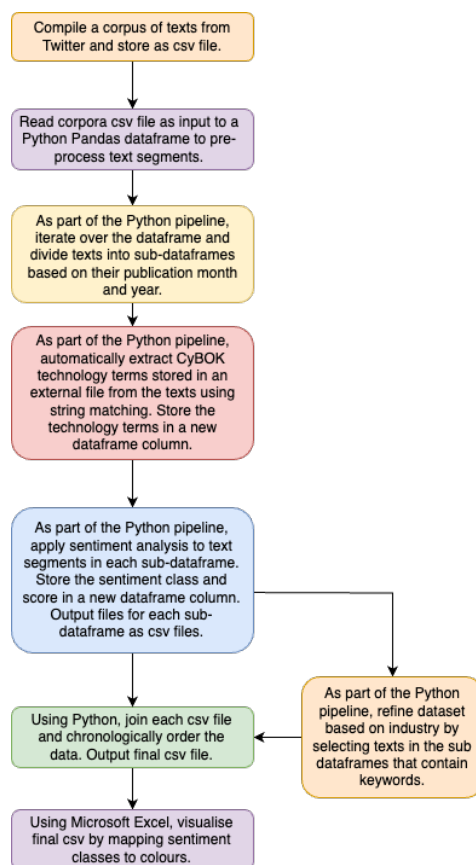 Compile a corpus of texts from
Twitter and store as csv file.
Read corpora csv file as input to a
Python Pandas dataframe to pre-
process text segments.
As part of the Python pipeline,
iterate over the dataframe and
divide texts into sub-dataframes
based on their publication month
and year.
As part of the Python pipeline,
automatically extract CyBOK
technology terms stored in an
external file from the texts using
string matching. Store the
technology terms in a new
dataframe column.
As part of the Python pipeline,
apply sentiment analysis to text
segments in each sub-dataframe.
Store the sentiment class and
score in a new dataframe column.
Output files for each sub-
dataframe as csv files.
As part of the Python
pipeline, refine dataset
based on industry by
selecting texts in the sub
dataframes that contain
keywords.
Using Python, join each csv file
and chronologically order the
data. Output final csv file.
Using Microsoft Excel, visualise
final csv by mapping sentiment
classes to colours.